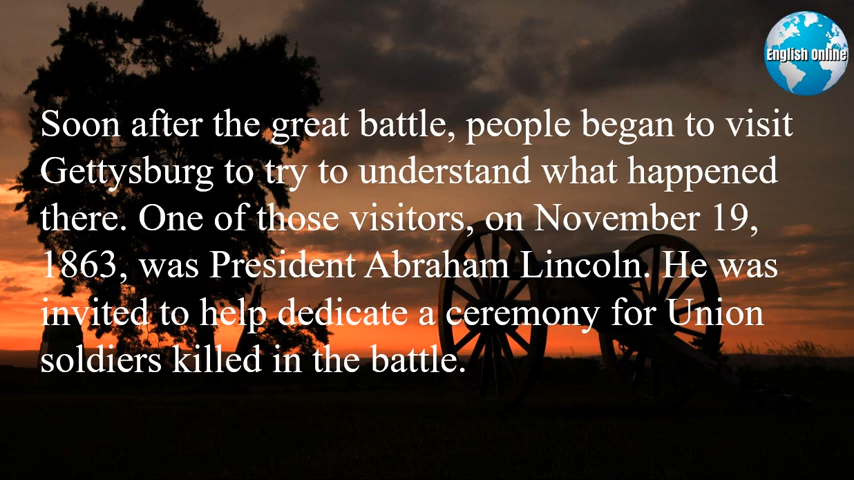 English Online
Soon after the great battle, people began to visit
Gettysburg to try to understand what happened
there. One of those visitors, on November 19,
1863, was President Abraham Lincoln. He was
invited to help dedicate a ceremony for Union
soldiers killed in the battle.